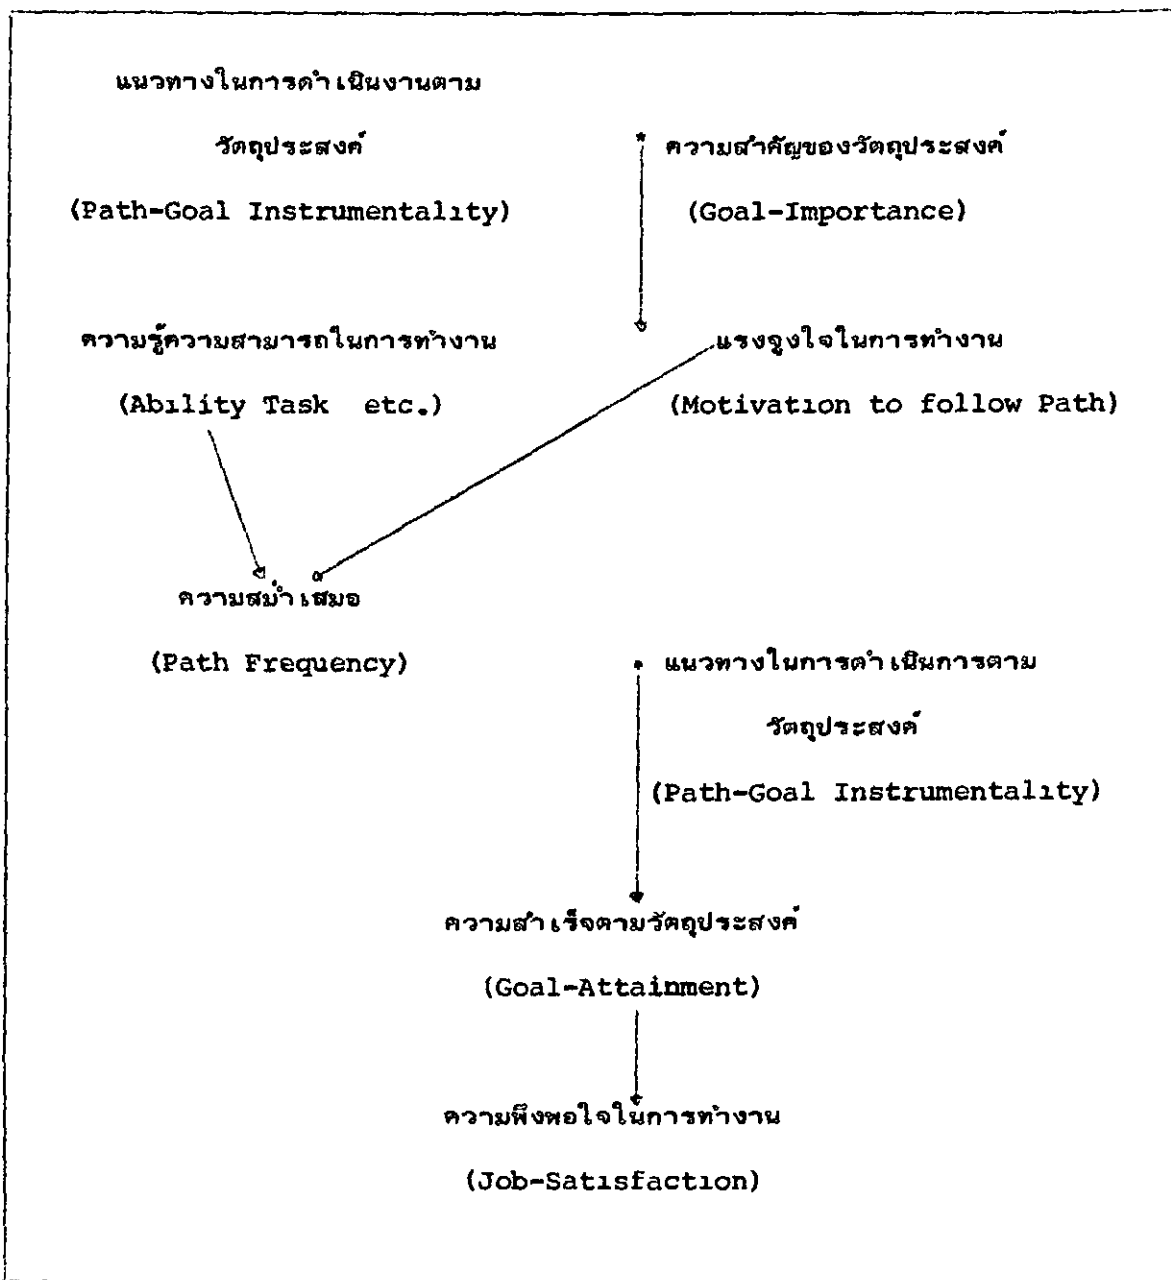 แนวทางในการดำเนินงานตาม
วัตถุประสงค์
(Path-Goal Instrumentality)
* ความสำคัญของวัตถุประสงค์
(Goal-Importance)
ความรู้ความสามารถในการทำงาน
(Ability Task etc.)
แรงจูงใจในการทำงาน
(Motivation to follow Path)
ความสม่ำเสมอ
(Path Frequency)
* แนวทางในการดำเนินการตาม
วัตถุประสงค์
(Path-Goal Instrumentality)
ความสำเร็จตามวัตถุประสงค์
(Goal-Attainment)
ความพึงพอใจในการทำงาน
(Job-Satisfaction)